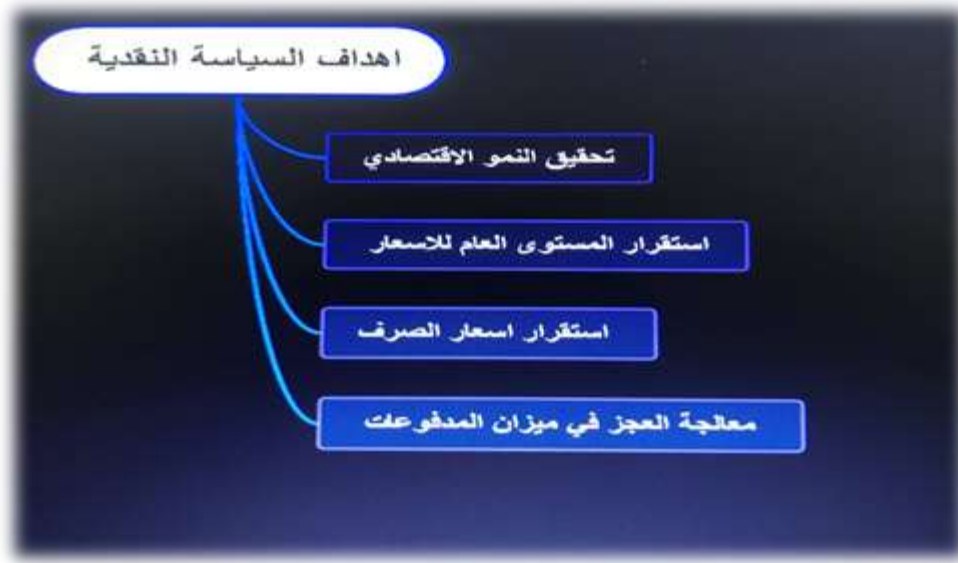 اهداف السياسة النقدية
تحقيق النمو الاقتصادي
استقرار المستوى العام للاسعار
استقرار اسعار الصرف
معالجة العجز في ميزان المدفوعات